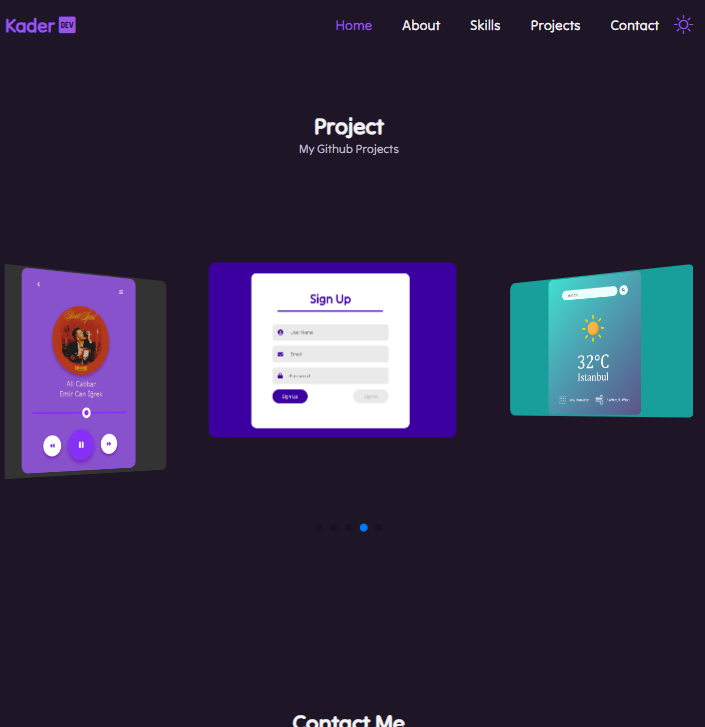 Kader DEV
Home About Skills Projects Contact
Project
My Github Projects
Ali Cabbar
Emir Can İğrek
Sign Up
User Name
Email
Password
Sign Up
Sign In
32°C
Istanbul
Contact Me